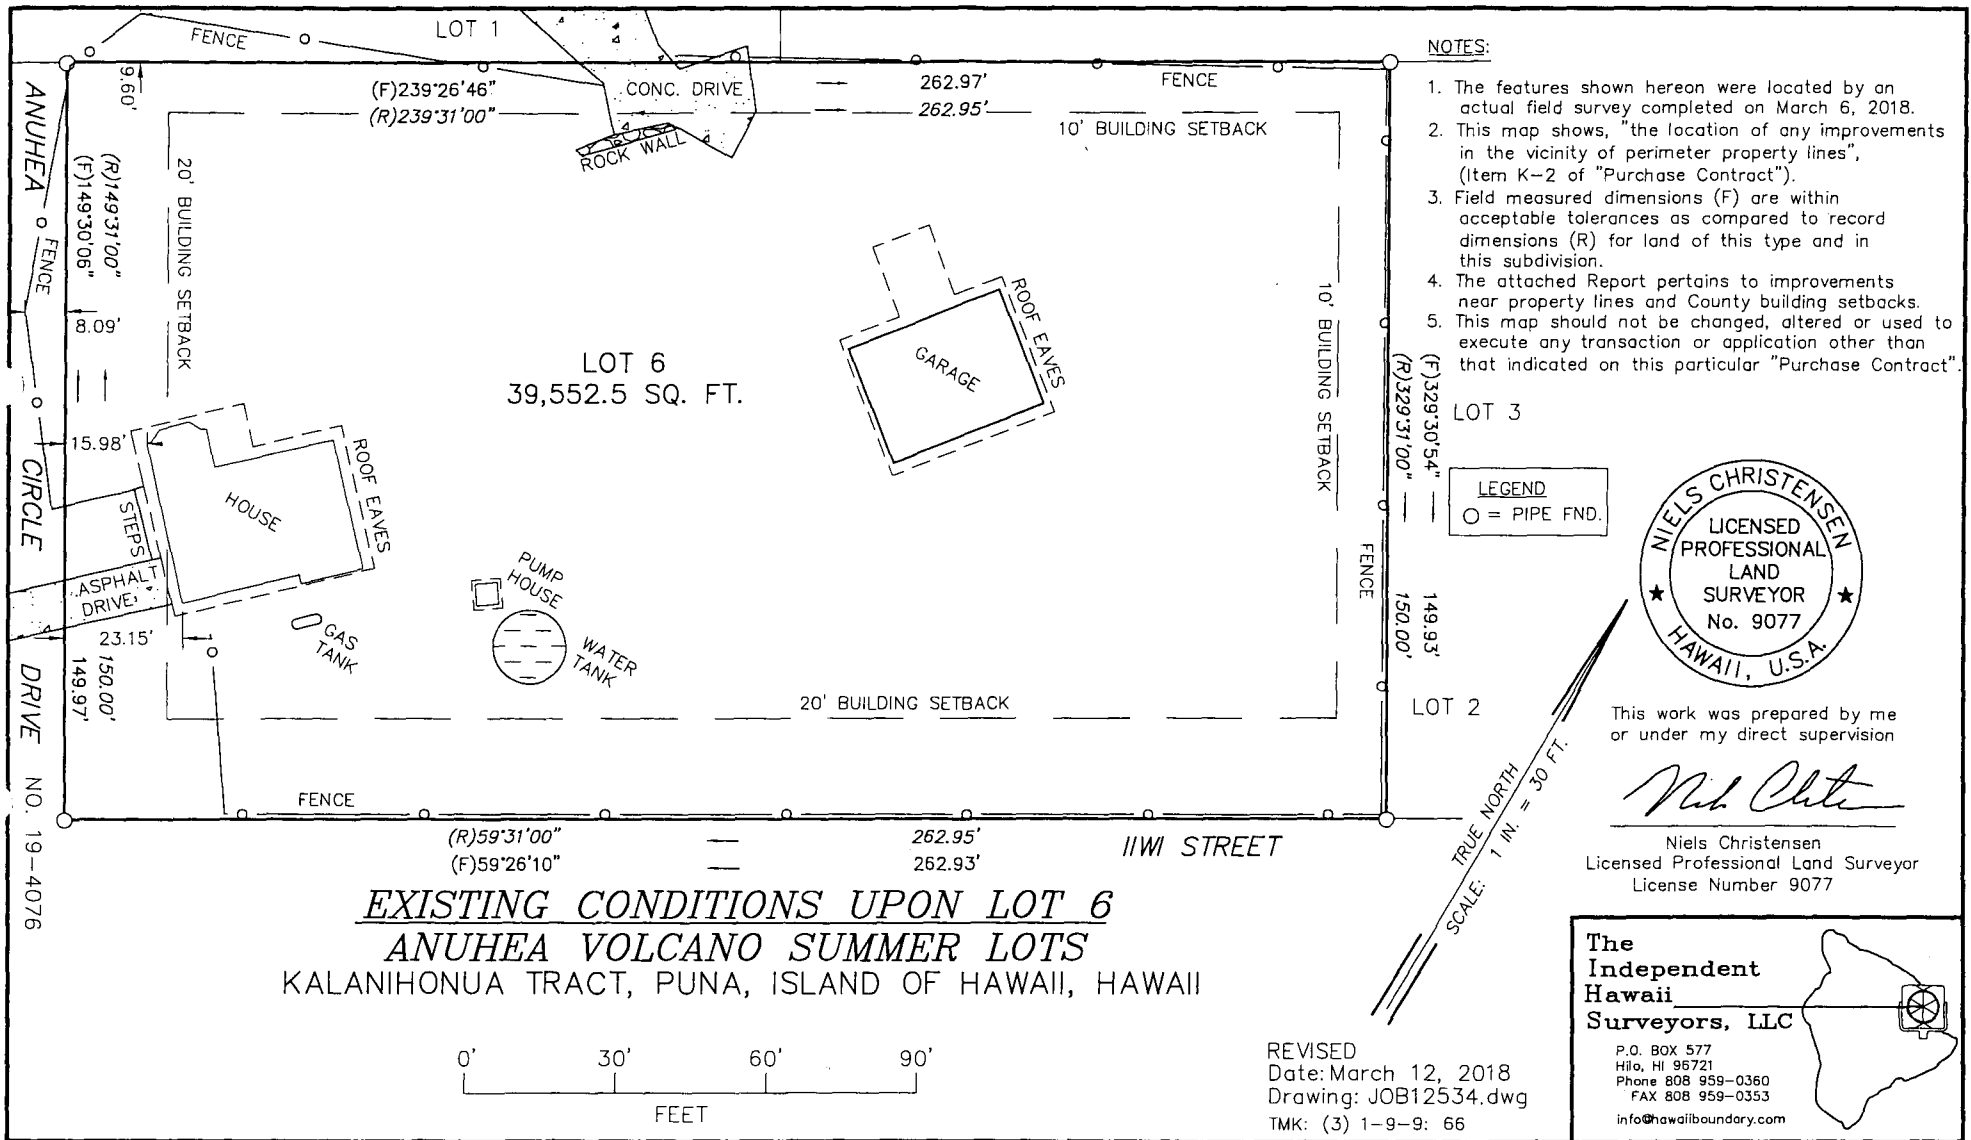 LOT 1
FENCE
9.60'
(F)239°26'46"
(R)239°31'00"
CONC. DRIVE
262.97'
262.95'
FENCE
10' BUILDING SETBACK
ROCK WALL
ANUHEA CIRCLE DRIVE NO. 19-4076
FENCE
(R)149°31'00"
(F)149°30'06"
20' BUILDING SETBACK
8.09'
15.98'
STEPS
ASPHALT
DRIVE
23.15'
150.00'
149.97'
HOUSE
ROOF EAVES
GAS
TANK
PUMP
HOUSE
WATER
TANK
LOT 6
39,552.5 SQ. FT.
GARAGE
ROOF EAVES
10' BUILDING SETBACK
20' BUILDING SETBACK
FENCE
(F)329°30'54"
(R)329°31'00"
149.93'
150.00'
LOT 3
LOT 2
FENCE
(R)59°31'00"
262.95'
(F)59°26'10"
262.93'
IIWI STREET
NOTES:
1. The features shown hereon were located by an
actual field survey completed on March 6, 2018.
2. This map shows, "the location of any improvements
in the vicinity of perimeter property lines",
(Item K-2 of "Purchase Contract").
3. Field measured dimensions (F) are within
acceptable tolerances as compared to record
dimensions (R) for land of this type and in
this subdivision.
4. The attached Report pertains to improvements
near property lines and County building setbacks.
5. This map should not be changed, altered or used to
execute any transaction or application other than
that indicated on this particular "Purchase Contract".
LEGEND
O = PIPE FND.
NIELS CHRISTENSEN
LICENSED
PROFESSIONAL
LAND
SURVEYOR
No. 9077
HAWAII, U.S.A.
This work was prepared by me
or under my direct supervision
Niels Christensen
Licensed Professional Land Surveyor
License Number 9077
TRUE NORTH
SCALE: 1 IN. = 30 FT.
EXISTING CONDITIONS UPON LOT 6
ANUHEA VOLCANO SUMMER LOTS
KALANIHONUA TRACT, PUNA, ISLAND OF HAWAII, HAWAII
0' 30' 60' 90'
FEET
REVISED
Date: March 12, 2018
Drawing: JOB12534.dwg
TMK: (3) 1-9-9: 66
The
Independent
Hawaii
Surveyors, LLC
P.O. BOX 577
Hilo, HI 96721
Phone 808 959-0360
FAX 808 959-0353
info@hawaiiboundary.com